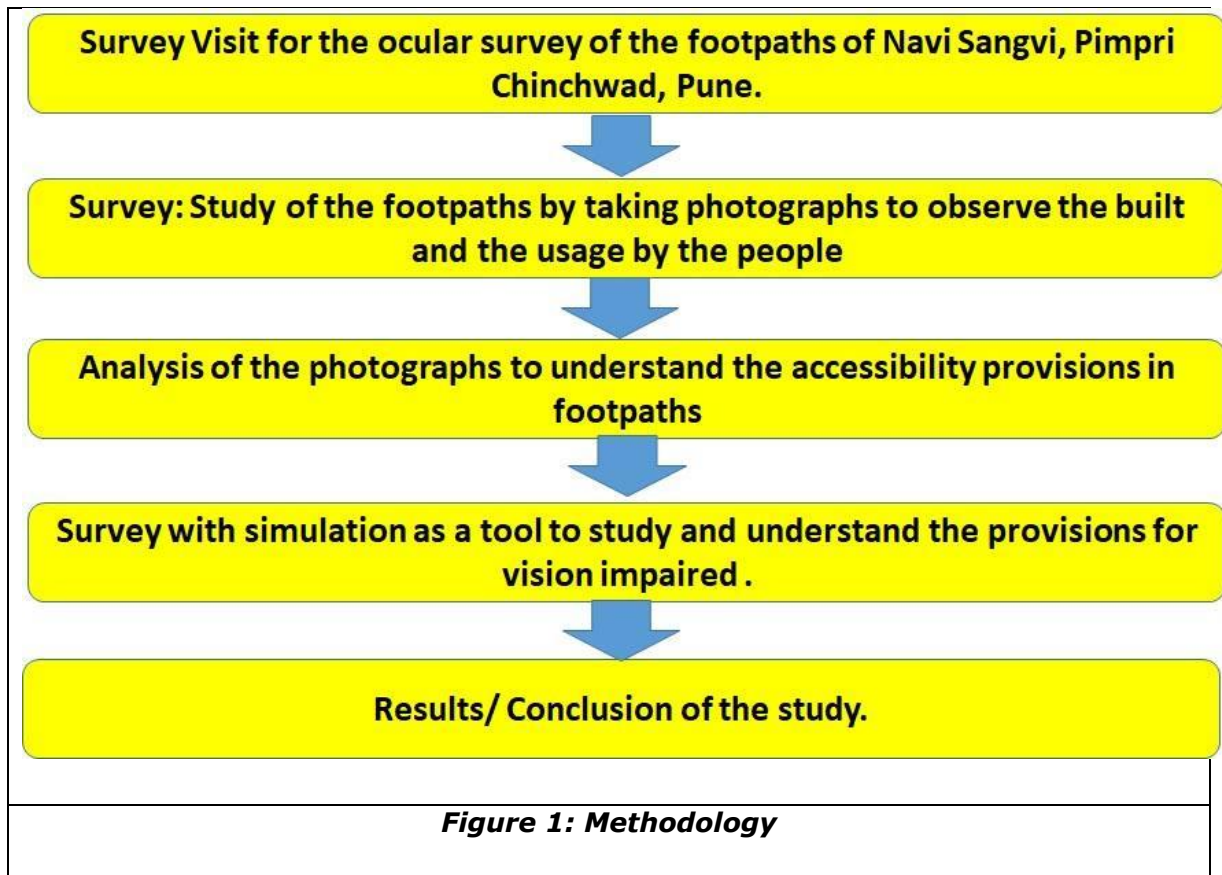 Survey Visit for the ocular survey of the footpaths of Navi Sangvi, Pimpri
Chinchwad, Pune.
Survey: Study of the footpaths by taking photographs to observe the built
and the usage by the people
Analysis of the photographs to understand the accessibility provisions in
footpaths
Survey with simulation as a tool to study and understand the provisions for
vision impaired .
Results/ Conclusion of the study.
Figure 1: Methodology